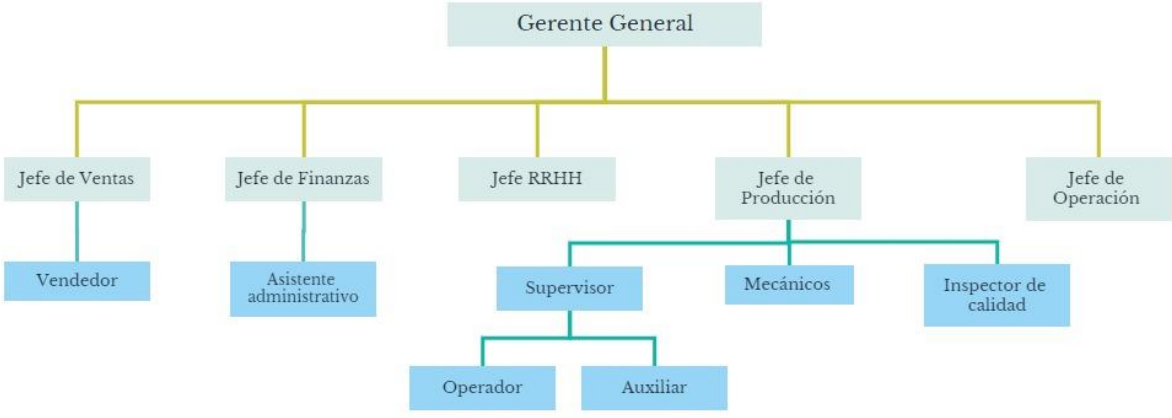 Gerente General
Jefe de Ventas
Jefe de Finanzas
Jefe RRHH
Jefe de
Producción
Jefe de
Operación
Vendedor
Asistente
administrativo
Supervisor
Mecánicos
Inspector de
calidad
Operador
Auxiliar